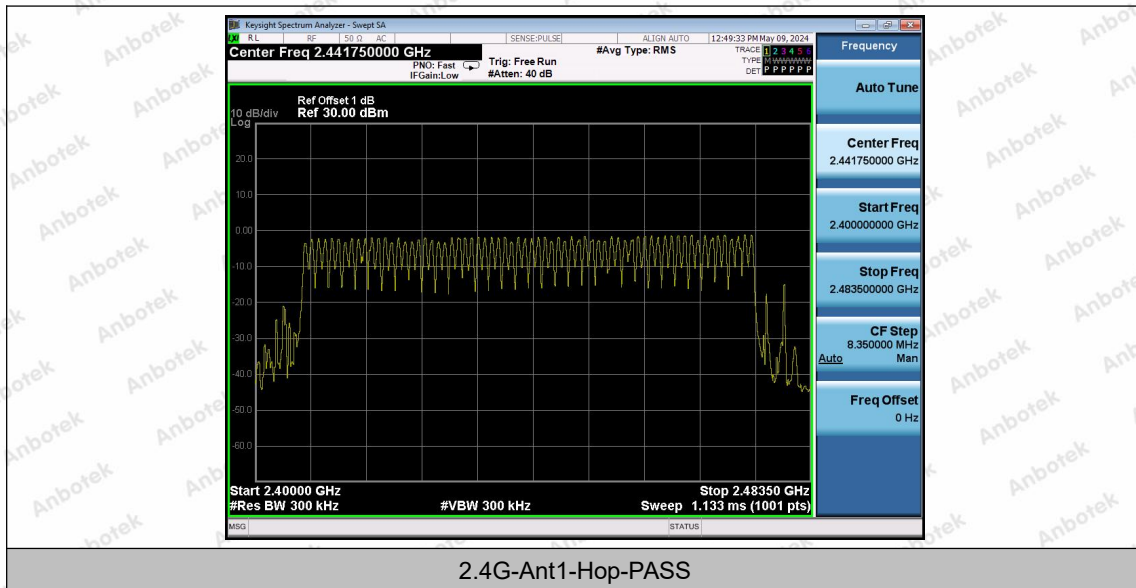 Keysight Spectrum Analyzer - Swept SA
RL RF 50 Ω AC SENSE:PULSE ALIGN AUTO 12:49:33 PM May 09, 2024
Center Freq 2.441750000 GHz
PNO: Fast
IFGain:Low
Trig: Free Run
#Atten: 40 dB
#Avg Type: RMS
TRACE 1 2 3 4 5 6
TYPE M WWWWW
DET P P P P P P
Ref Offset 1 dB
10 dB/div Ref 30.00 dBm
Log
20.0
10.0
0.00
-10.0
-20.0
-30.0
-40.0
-50.0
-60.0
Start 2.40000 GHz Stop 2.48350 GHz
#Res BW 300 kHz #VBW 300 kHz Sweep 1.133 ms (1001 pts)
MSG STATUS
Frequency
Auto Tune
Center Freq
2.441750000 GHz
Start Freq
2.400000000 GHz
Stop Freq
2.483500000 GHz
CF Step
8.350000 MHz
Auto Man
Freq Offset
0 Hz
2.4G-Ant1-Hop-PASS
Anbotek